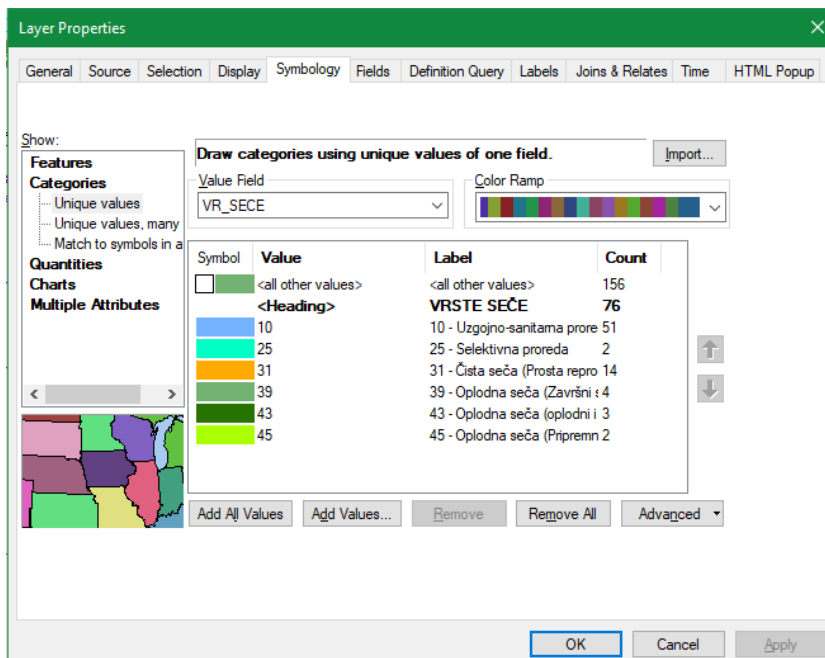 Layer Properties
General Source Selection Display Symbology Fields Definition Query Labels Joins & Relates Time HTML Popup
Show:
Features
Categories
Unique values
Unique values, many
Match to symbols in a
Quantities
Charts
Multiple Attributes
Draw categories using unique values of one field.
Import...
Value Field
VR_SECE
Color Ramp
Symbol Value Label Count
<all other values> <all other values> 156
<Heading> VRSTE SEČE 76
10 10 - Uzgojno-sanitarna prore 51
25 25 - Selektivna proreda 2
31 31 - Čista seča (Prosta repro 14
39 39 - Oplodna seča (Završni s 4
43 43 - Oplodna seča (oplodni i 3
45 45 - Oplodna seča (Pripremn 2
Add All Values Add Values... Remove Remove All Advanced
OK Cancel Apply